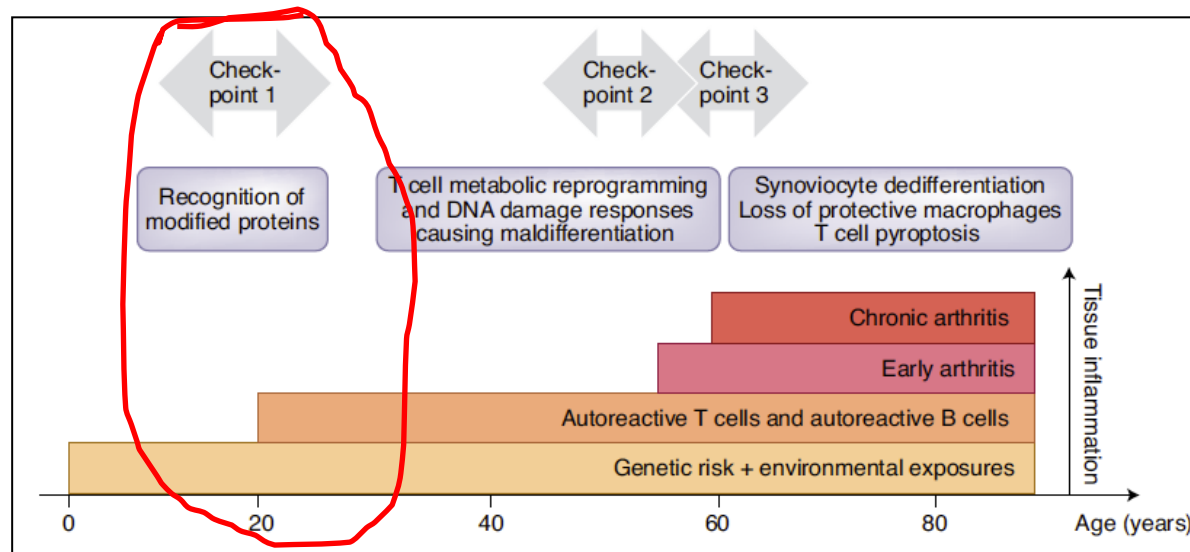 Check-
point 1
Check-
point 2
Check-
point 3
Recognition of
modified proteins
T cell metabolic reprogramming
and DNA damage responses
causing maldifferentiation
Synoviocyte dedifferentiation
Loss of protective macrophages
T cell pyroptosis
Chronic arthritis
Early arthritis
Autoreactive T cells and autoreactive B cells
Genetic risk + environmental exposures
Tissue inflammation
0 20 40 60 80 Age (years)